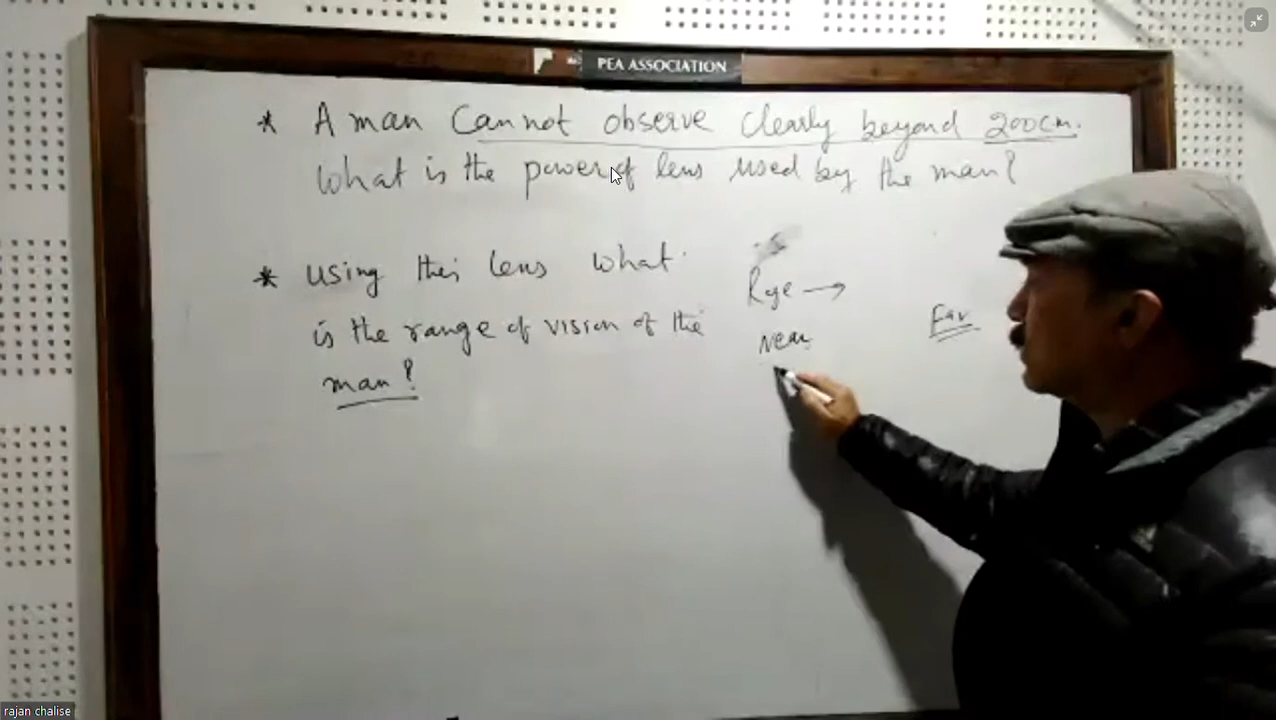 PEA ASSOCIATION
* A man cannot observe clearly beyond 200cm.
What is the power of lens used by the man?
* Using this lens what
is the range of vision of the
man?
Rge →
Near
Far
rajan chalise